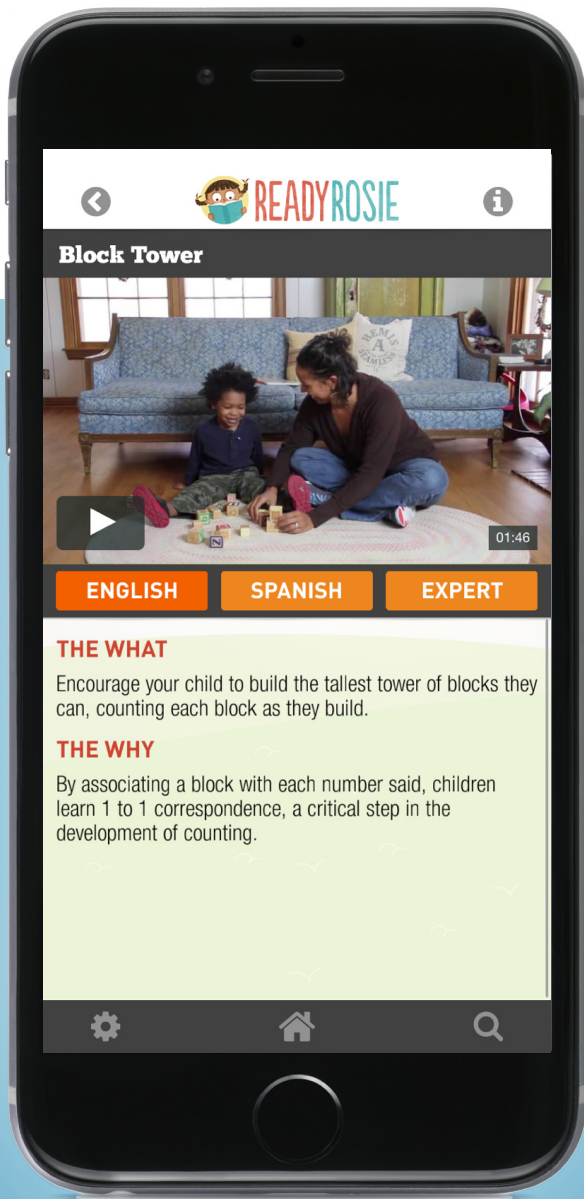 READYROSIE
Block Tower
BEMIS
A
SEAMLESS
01:46
ENGLISH
SPANISH
EXPERT
THE WHAT
Encourage your child to build the tallest tower of blocks they
can, counting each block as they build.
THE WHY
By associating a block with each number said, children
learn 1 to 1 correspondence, a critical step in the
development of counting.